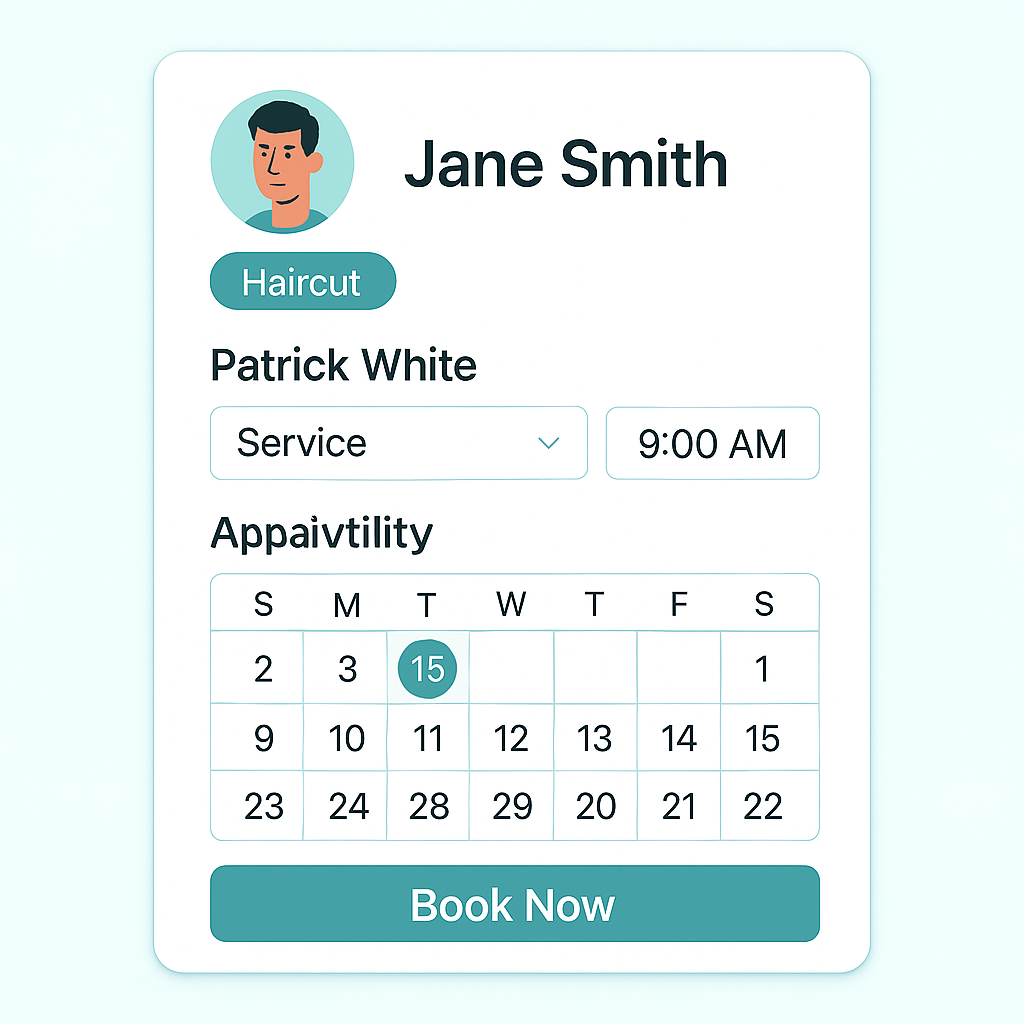 Jane Smith
Haircut
Patrick White
Service 9:00 AM
Appaivtility
S M T W T F S
2 3 15 1
9 10 11 12 13 14 15
23 24 28 29 20 21 22
Book Now